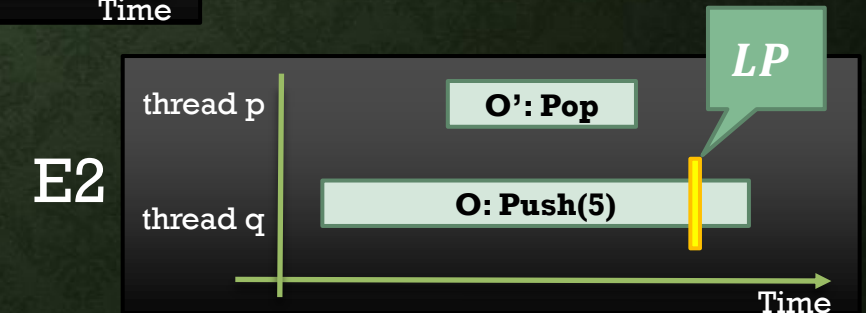 Time
LP
thread p
O’: Pop
E2
O: Push(5)
thread q
Time